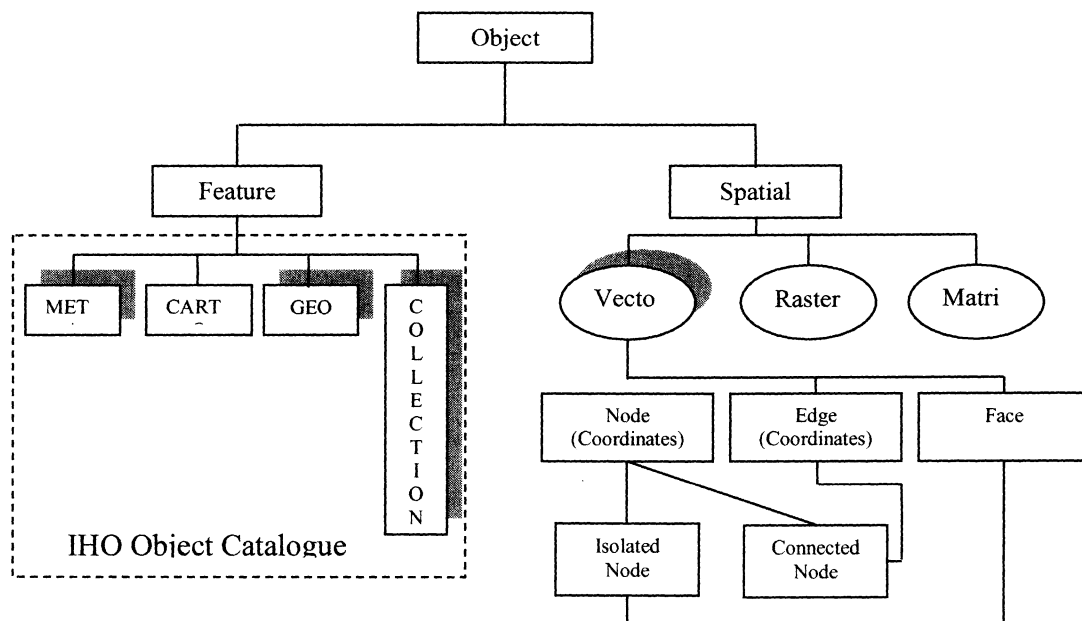 Object
Feature
Spatial
MET
CART
GEO
COLLECTION
IHO Object Catalogue
Vecto
Raster
Matri
Node
(Coordinates)
Edge
(Coordinates)
Face
Isolated
Node
Connected
Node